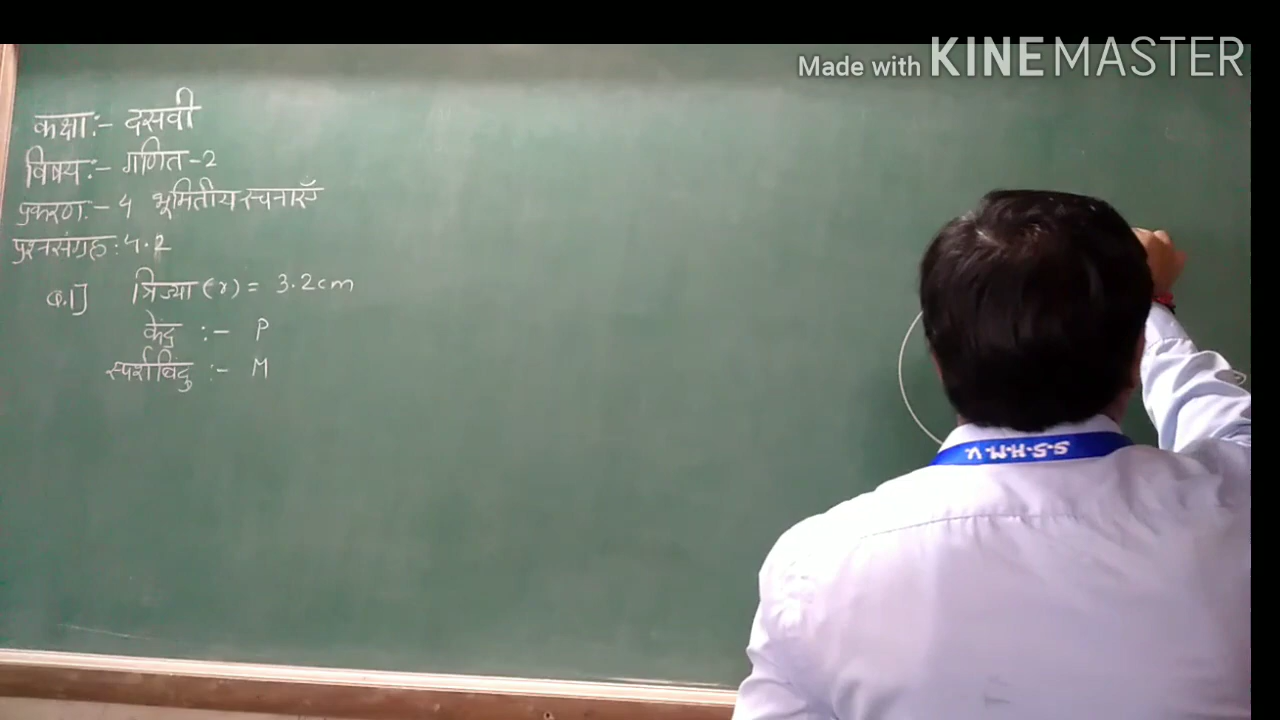 Made with KINEMASTER
कक्षा:- दसवी
विषय:- गणित-2
प्रकरण:- 4 भूमितीय रचनाएँ
प्रश्नसंग्रह: 4.2
Q.1] त्रिज्या (r) = 3.2cm
केंद्र :- P
स्पर्शबिंदु :- M
S.S.H.M.V